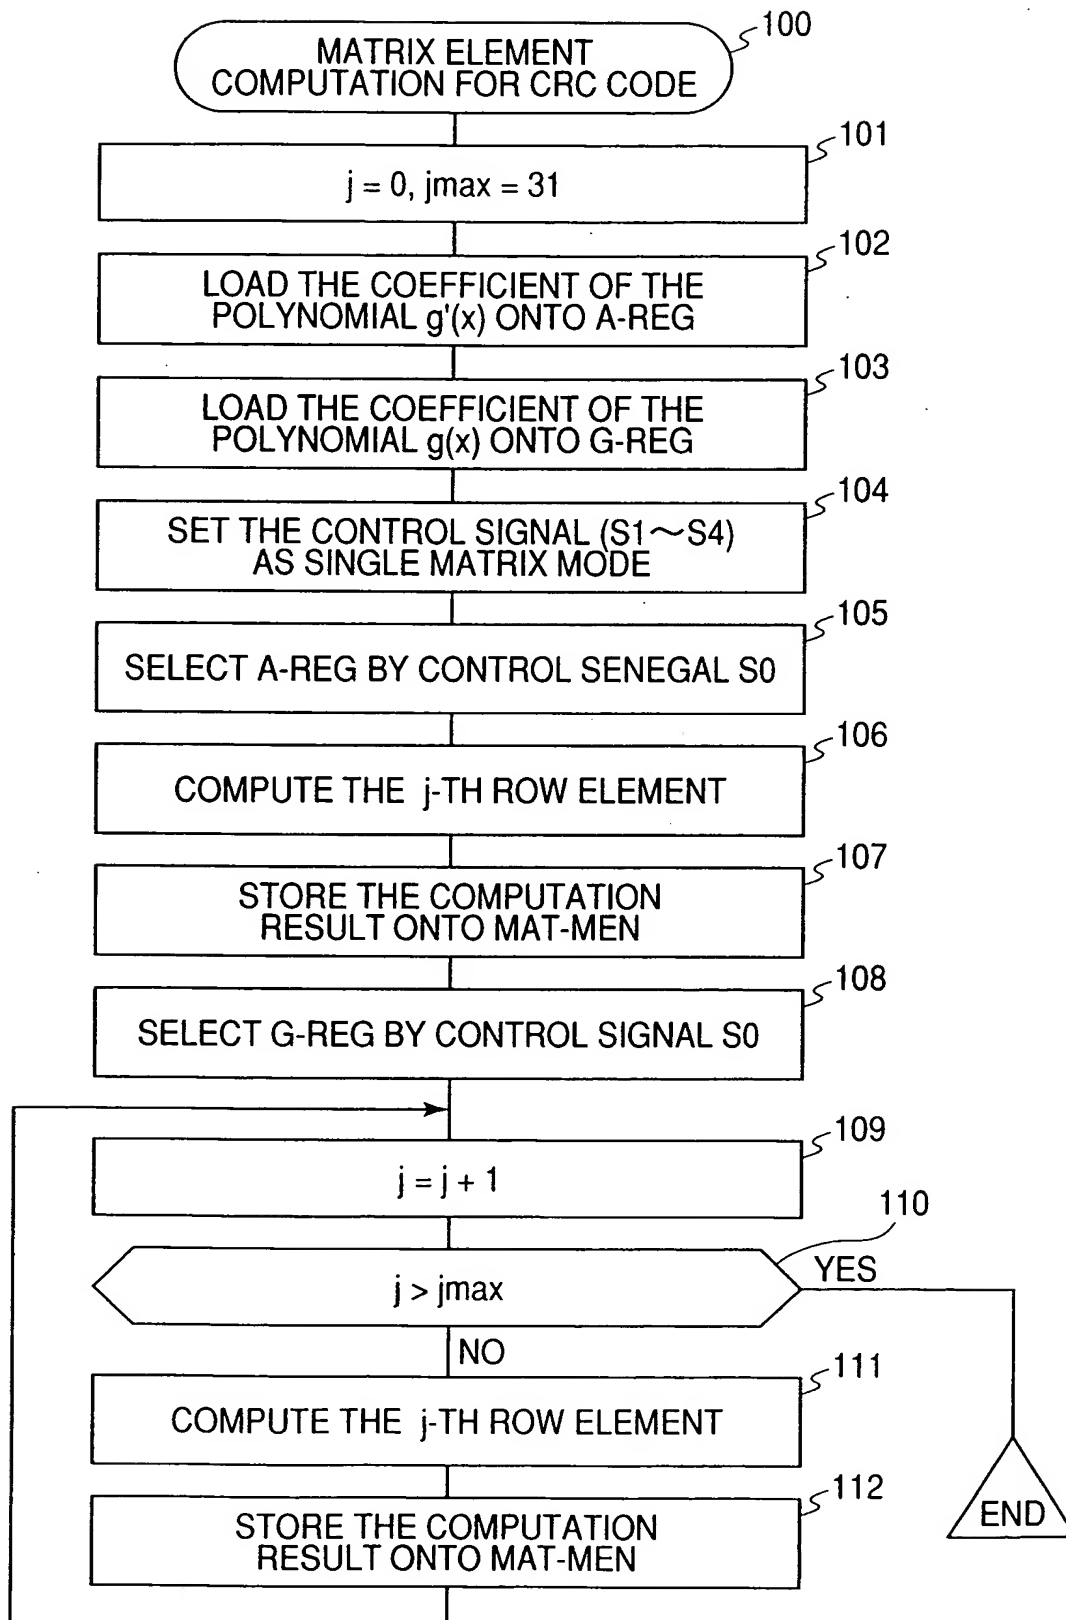 100
MATRIX ELEMENT
COMPUTATION FOR CRC CODE
101
j = 0, jmax = 31
102
LOAD THE COEFFICIENT OF THE
POLYNOMIAL g'(x) ONTO A-REG
103
LOAD THE COEFFICIENT OF THE
POLYNOMIAL g(x) ONTO G-REG
104
SET THE CONTROL SIGNAL (S1～S4)
AS SINGLE MATRIX MODE
105
SELECT A-REG BY CONTROL SENEGAL S0
106
COMPUTE THE j-TH ROW ELEMENT
107
STORE THE COMPUTATION
RESULT ONTO MAT-MEN
108
SELECT G-REG BY CONTROL SIGNAL S0
109
j = j + 1
110
j > jmax
YES
NO
111
COMPUTE THE j-TH ROW ELEMENT
112
STORE THE COMPUTATION
RESULT ONTO MAT-MEN
END